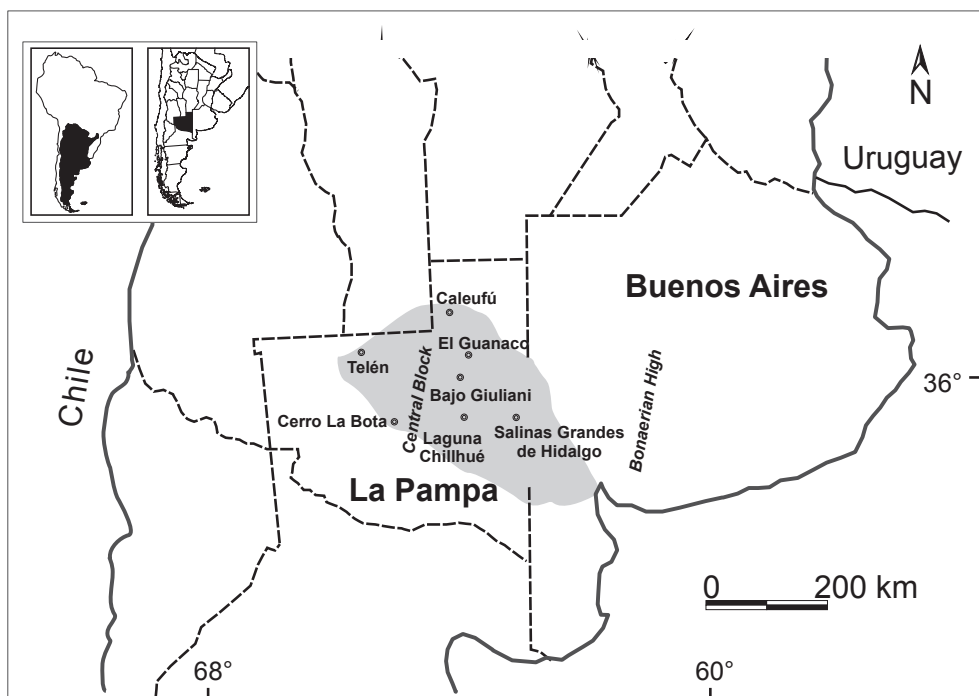 N
Uruguay
Buenos Aires
Caleufú
El Guanaco
Telén
Central Block
Bajo Giuliani
Bonaerian High
36°
Chile
Cerro La Bota
Laguna
Chillhué
Salinas Grandes
de Hidalgo
La Pampa
0 200 km
68°
60°